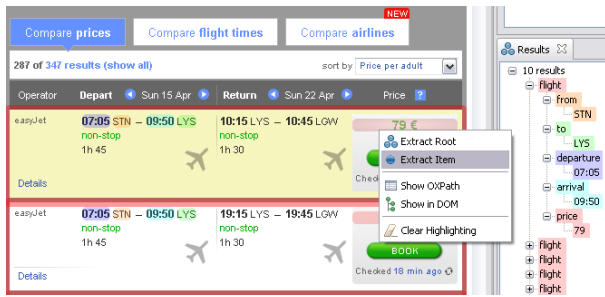 NEW
Compare prices Compare flight times Compare airlines
287 of 347 results (show all) sort by Price per adult
Operator Depart Sun 15 Apr Return Sun 22 Apr Price ?
easyJet 07:05 STN – 09:50 LYS 10:15 LYS – 10:45 LGW 79 €
non-stop non-stop
1h 45 1h 30
Details
easyJet 07:05 STN – 09:50 LYS 19:15 LYS – 19:45 LGW
non-stop non-stop
1h 45 1h 30
BOOK
Details Checked 18 min ago
Extract Root
Extract Item
Show OXPath
Show in DOM
Clear Highlighting
Results
10 results
flight
from
STN
to
LYS
departure
07:05
arrival
09:50
price
79
flight
flight
flight
flight